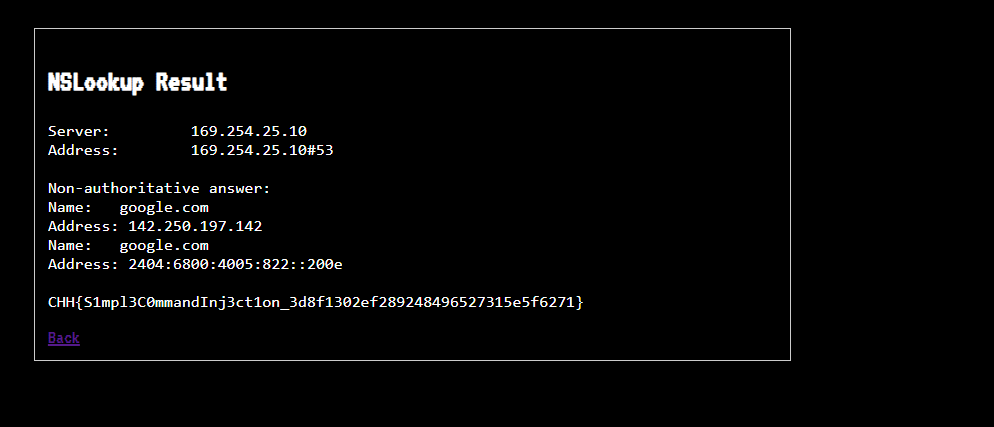 NSLookup Result
Server:         169.254.25.10
Address:        169.254.25.10#53
Non-authoritative answer:
Name:   google.com
Address: 142.250.197.142
Name:   google.com
Address: 2404:6800:4005:822::200e
CHH{S1mpl3C0mmandInj3ct1on_3d8f1302ef289248496527315e5f6271}
Back